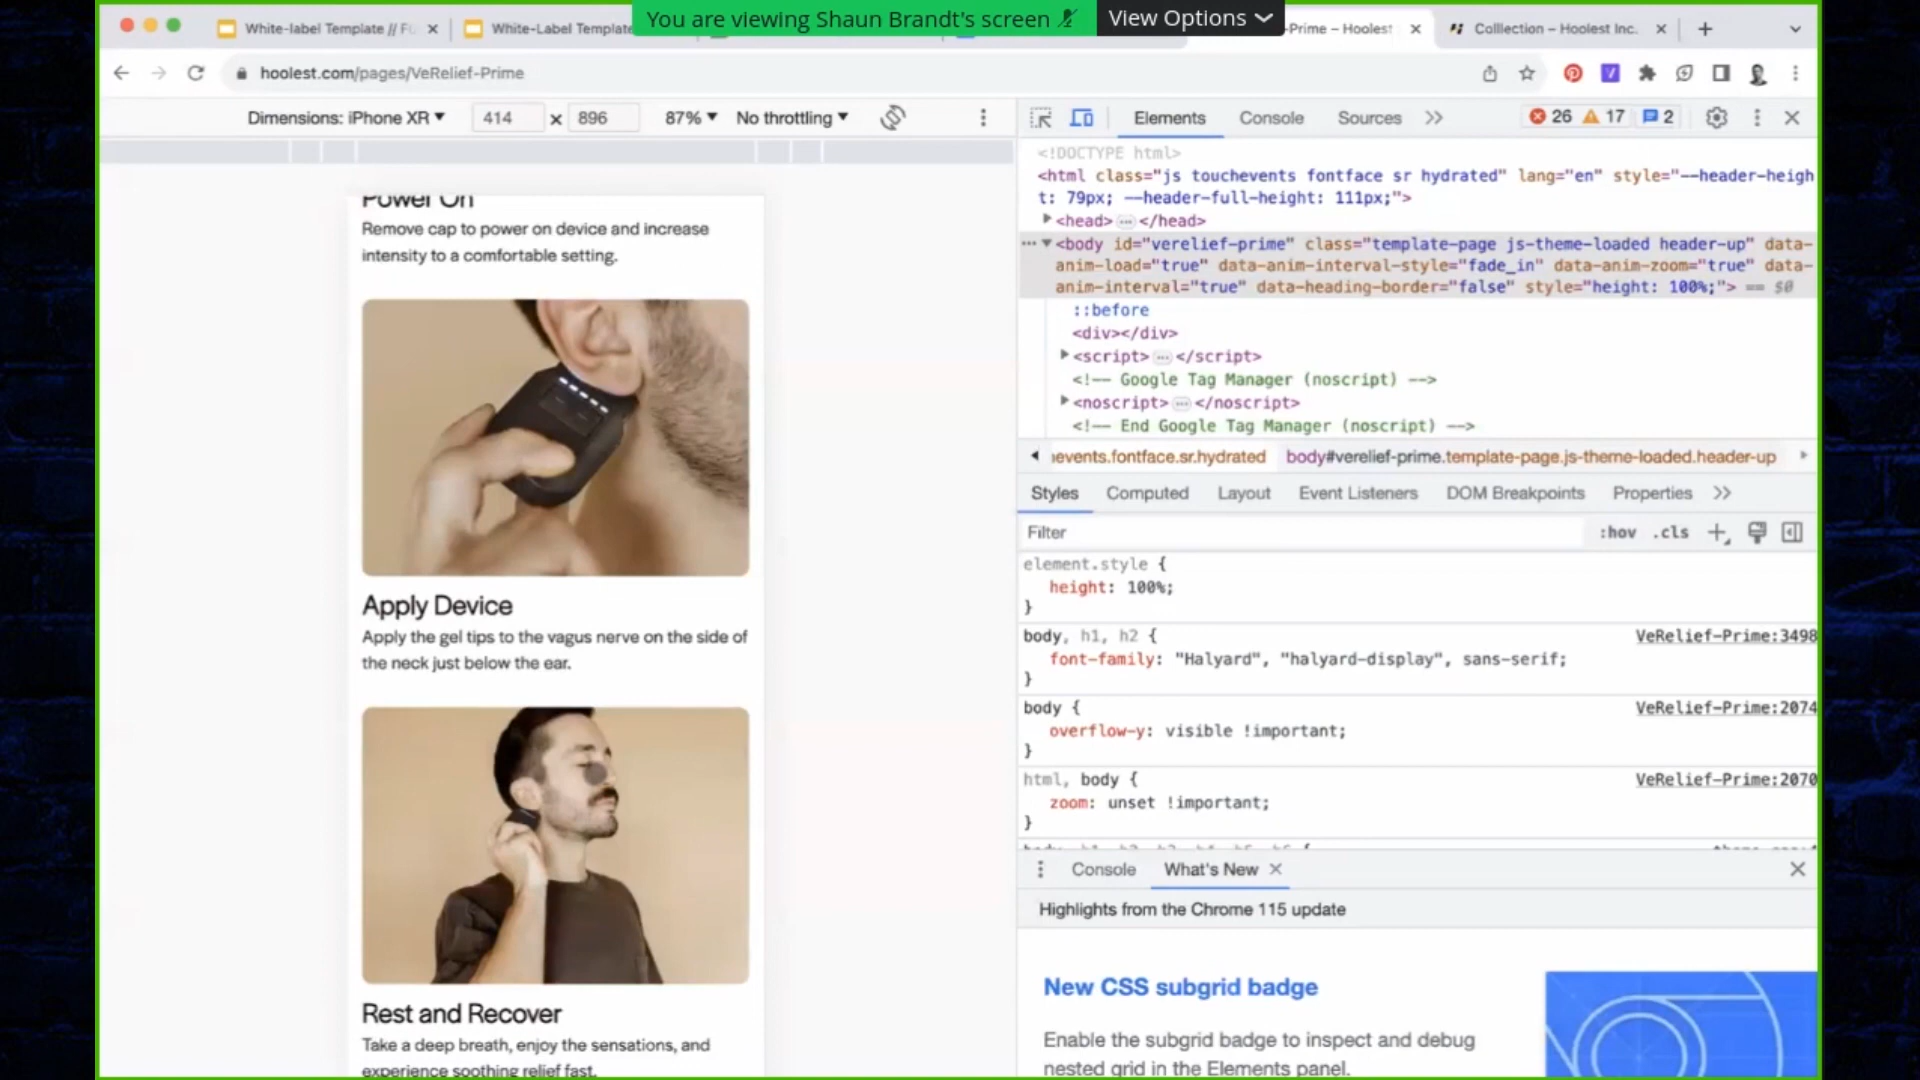 You are viewing Shaun Brandt's screen
View Options
White-label Template // F
White-Label Template
-Prime – Hoolest
Colllection – Hoolest Inc.
hoolest.com/pages/VeRelief-Prime
Dimensions: iPhone XR
414
×
896
87%
No throttling
Elements
Console
Sources
26
17
2
Power On
Remove cap to power on device and increase
intensity to a comfortable setting.
Apply Device
Apply the gel tips to the vagus nerve on the side of
the neck just below the ear.
Rest and Recover
Take a deep breath, enjoy the sensations, and
experience soothing relief fast.
<!DOCTYPE html>
<html class="js touchevents fontface sr hydrated" lang="en" style="--header-heigh
t: 79px; --header-full-height: 111px;">
<head> … </head>
<body id="verelief-prime" class="template-page js-theme-loaded header-up" data-
anim-load="true" data-anim-interval-style="fade_in" data-anim-zoom="true" data-
anim-interval="true" data-heading-border="false" style="height: 100%;"> == $0
::before
<div></div>
<script> … </script>
<!-- Google Tag Manager (noscript) -->
<noscript> … </noscript>
<!-- End Google Tag Manager (noscript) -->
events.fontface.sr.hydrated
body#verelief-prime.template-page.js-theme-loaded.header-up
Styles
Computed
Layout
Event Listeners
DOM Breakpoints
Properties
Filter
:hov
.cls
element.style {
height: 100%;
}
body, h1, h2 {
VeRelief-Prime:3498
font-family: "Halyard", "halyard-display", sans-serif;
}
body {
VeRelief-Prime:2074
overflow-y: visible !important;
}
html, body {
VeRelief-Prime:2070
zoom: unset !important;
}
Console
What's New
Highlights from the Chrome 115 update
New CSS subgrid badge
Enable the subgrid badge to inspect and debug
nested grid in the Elements panel.